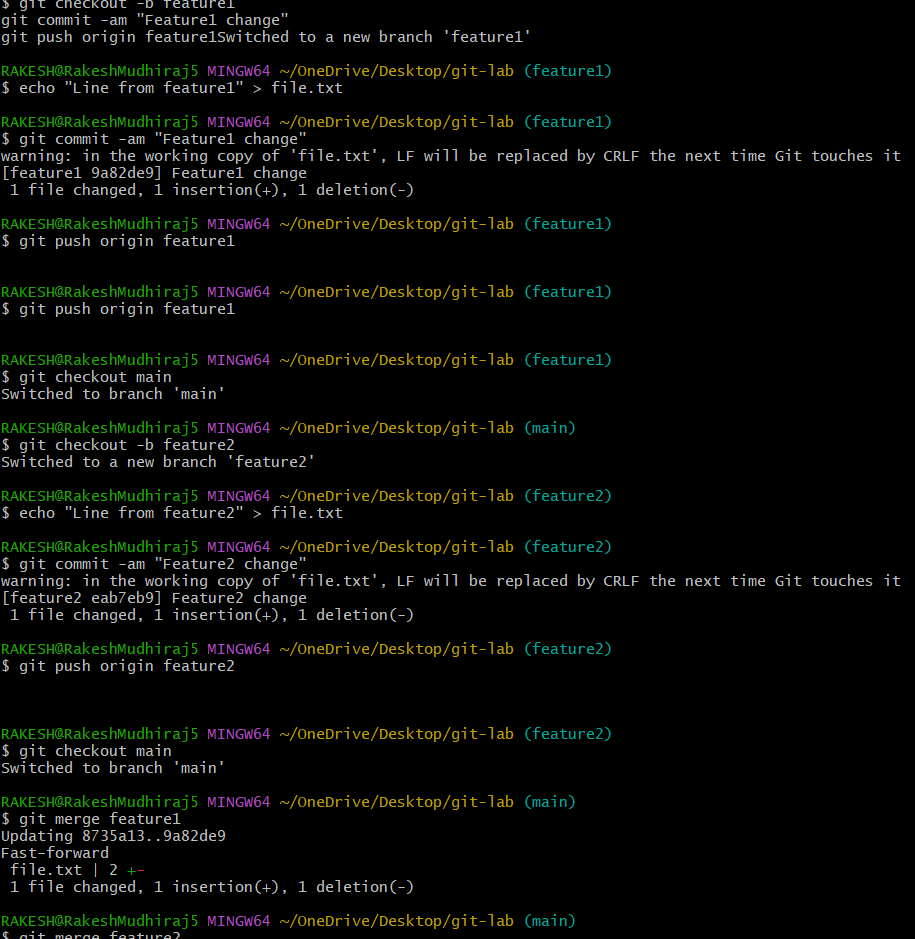 $ git checkout -b feature1
git commit -am "Feature1 change"
git push origin feature1Switched to a new branch 'feature1'
RAKESH@RakeshMudhiraj5 MINGW64 ~/OneDrive/Desktop/git-lab (feature1)
$ echo "Line from feature1" > file.txt
RAKESH@RakeshMudhiraj5 MINGW64 ~/OneDrive/Desktop/git-lab (feature1)
$ git commit -am "Feature1 change"
warning: in the working copy of 'file.txt', LF will be replaced by CRLF the next time Git touches it
[feature1 9a82de9] Feature1 change
 1 file changed, 1 insertion(+), 1 deletion(-)
RAKESH@RakeshMudhiraj5 MINGW64 ~/OneDrive/Desktop/git-lab (feature1)
$ git push origin feature1
RAKESH@RakeshMudhiraj5 MINGW64 ~/OneDrive/Desktop/git-lab (feature1)
$ git push origin feature1
RAKESH@RakeshMudhiraj5 MINGW64 ~/OneDrive/Desktop/git-lab (feature1)
$ git checkout main
Switched to branch 'main'
RAKESH@RakeshMudhiraj5 MINGW64 ~/OneDrive/Desktop/git-lab (main)
$ git checkout -b feature2
Switched to a new branch 'feature2'
RAKESH@RakeshMudhiraj5 MINGW64 ~/OneDrive/Desktop/git-lab (feature2)
$ echo "Line from feature2" > file.txt
RAKESH@RakeshMudhiraj5 MINGW64 ~/OneDrive/Desktop/git-lab (feature2)
$ git commit -am "Feature2 change"
warning: in the working copy of 'file.txt', LF will be replaced by CRLF the next time Git touches it
[feature2 eab7eb9] Feature2 change
 1 file changed, 1 insertion(+), 1 deletion(-)
RAKESH@RakeshMudhiraj5 MINGW64 ~/OneDrive/Desktop/git-lab (feature2)
$ git push origin feature2
RAKESH@RakeshMudhiraj5 MINGW64 ~/OneDrive/Desktop/git-lab (feature2)
$ git checkout main
Switched to branch 'main'
RAKESH@RakeshMudhiraj5 MINGW64 ~/OneDrive/Desktop/git-lab (main)
$ git merge feature1
Updating 8735a13..9a82de9
Fast-forward
 file.txt | 2 +-
 1 file changed, 1 insertion(+), 1 deletion(-)
RAKESH@RakeshMudhiraj5 MINGW64 ~/OneDrive/Desktop/git-lab (main)
$ git merge feature2